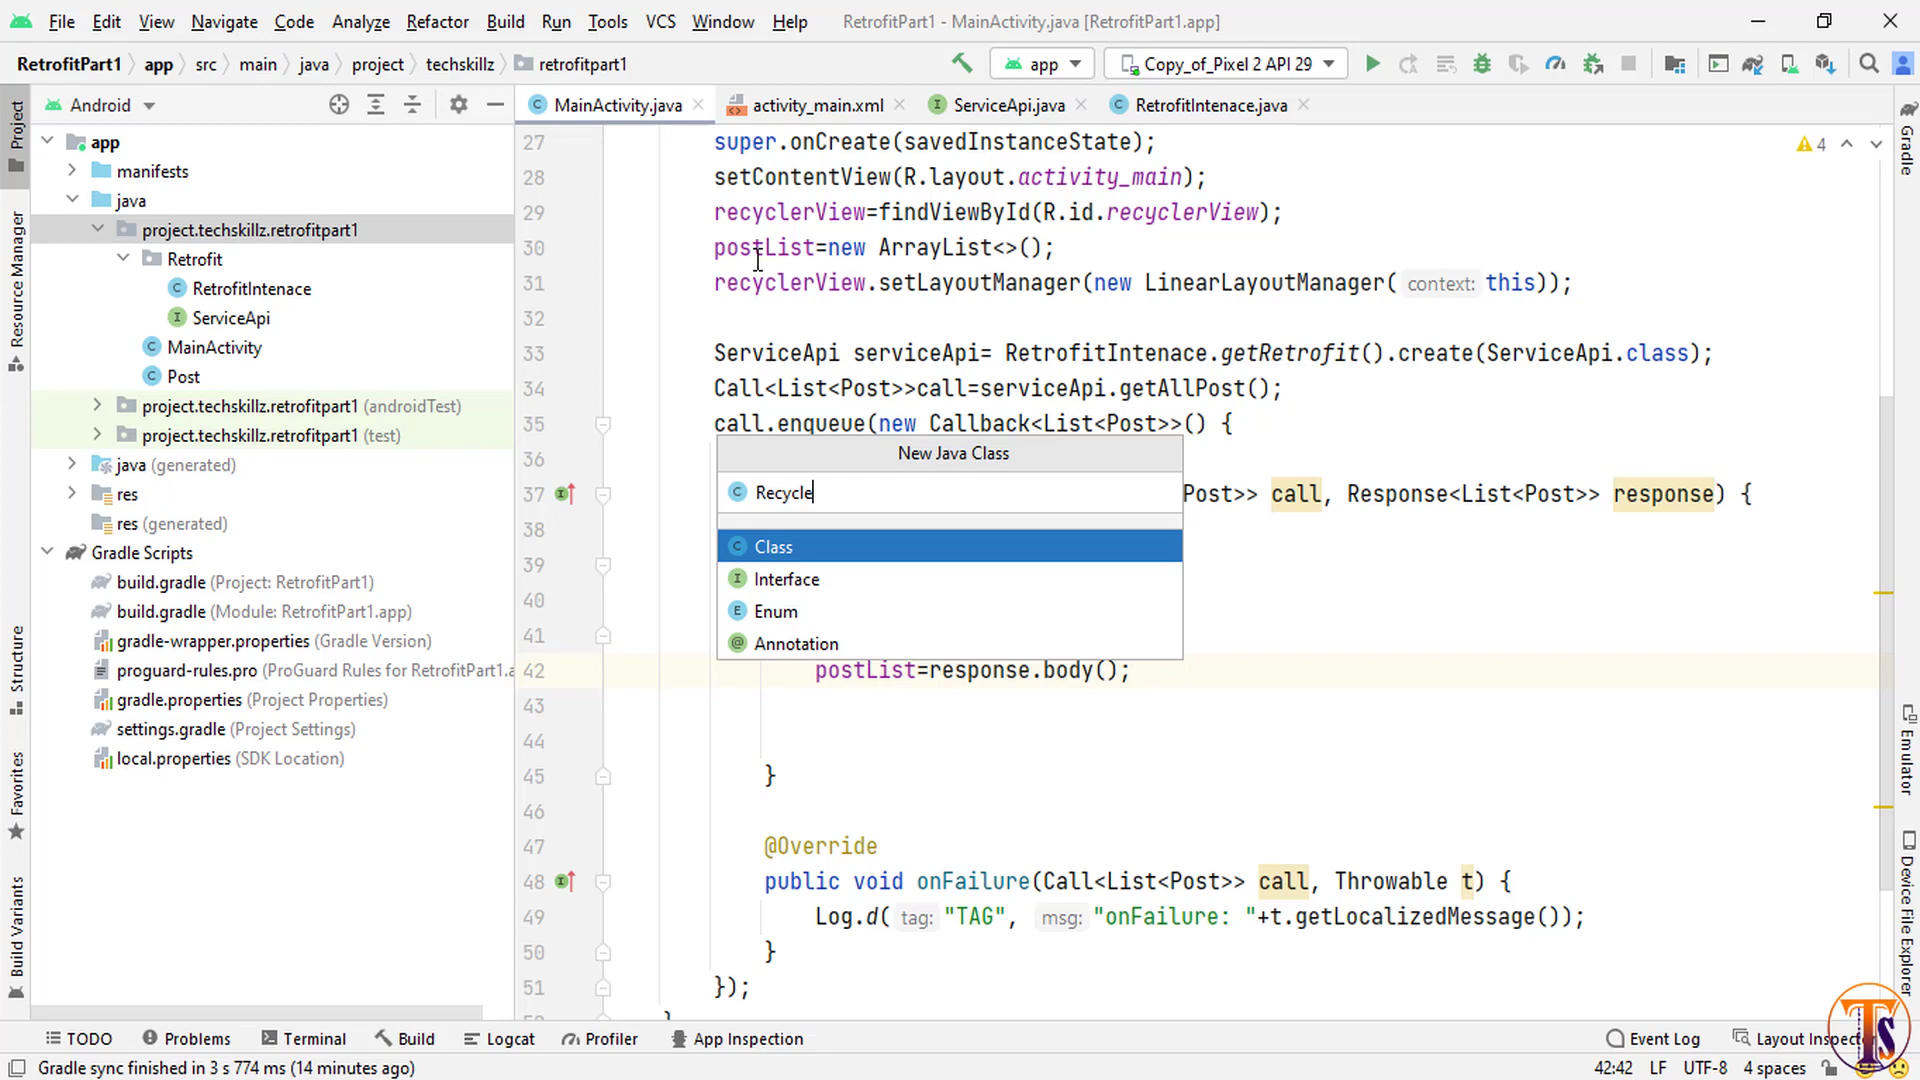 File Edit View Navigate Code Analyze Refactor Build Run Tools VCS Window Help RetrofitPart1 - MainActivity.java [RetrofitPart1.app]
RetrofitPart1 app src main java project techskillz retrofitpart1 app Copy_of_Pixel 2 API 29
Android MainActivity.java activity_main.xml ServiceApi.java RetrofitIntenace.java
Project
Resource Manager
Structure
Favorites
Build Variants
app
manifests
java
project.techskillz.retrofitpart1
Retrofit
RetrofitIntenace
ServiceApi
MainActivity
Post
project.techskillz.retrofitpart1 (androidTest)
project.techskillz.retrofitpart1 (test)
java (generated)
res
res (generated)
Gradle Scripts
build.gradle (Project: RetrofitPart1)
build.gradle (Module: RetrofitPart1.app)
gradle-wrapper.properties (Gradle Version)
proguard-rules.pro (ProGuard Rules for RetrofitPart1.a
gradle.properties (Project Properties)
settings.gradle (Project Settings)
local.properties (SDK Location)
27 super.onCreate(savedInstanceState);
4
28 setContentView(R.layout.activity_main);
29 recyclerView=findViewById(R.id.recyclerView);
30 postList=new ArrayList<>();
31 recyclerView.setLayoutManager(new LinearLayoutManager( context: this));
32
33 ServiceApi serviceApi= RetrofitIntenace.getRetrofit().create(ServiceApi.class);
34 Call<List<Post>>call=serviceApi.getAllPost();
35 call.enqueue(new Callback<List<Post>>() {
36
37 Post>> call, Response<List<Post>> response) {
38
39
40
41
42 postList=response.body();
43
44
45 }
46
47 @Override
48 public void onFailure(Call<List<Post>> call, Throwable t) {
49 Log.d( tag: "TAG", msg: "onFailure: "+t.getLocalizedMessage());
50 }
51 });
New Java Class
Recycle
Class
Interface
Enum
Annotation
Gradle
Emulator
Device File Explorer
TODO Problems Terminal Build Logcat Profiler App Inspection Event Log Layout Inspecto
Gradle sync finished in 3 s 774 ms (14 minutes ago) 42:42 LF UTF-8 4 spaces
TS